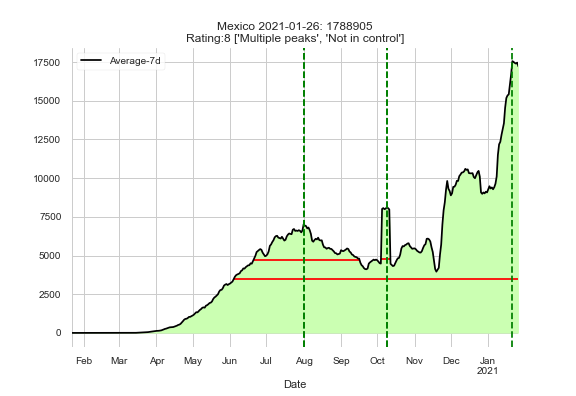 Mexico 2021-01-26: 1788905
Rating:8 ['Multiple peaks', 'Not in control']
Average-7d
17500
15000
12500
10000
7500
5000
2500
0
Feb Mar Apr May Jun Jul Aug Sep Oct Nov Dec Jan
2021
Date